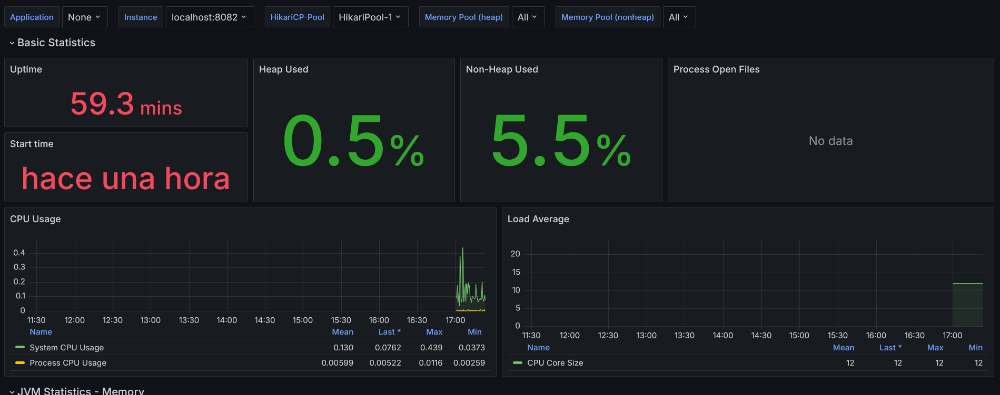 Application None Instance localhost:8082 HikariCP-Pool HikariPool-1 Memory Pool (heap) All Memory Pool (nonheap) All
Basic Statistics
Uptime
59.3 mins
Start time
hace una hora
Heap Used
0.5%
Non-Heap Used
5.5%
Process Open Files
No data
CPU Usage
0.4
0.3
0.2
0.1
0
11:30 12:00 12:30 13:00 13:30 14:00 14:30 15:00 15:30 16:00 16:30 17:00
Name Mean Last * Max Min
System CPU Usage 0.130 0.0762 0.439 0.0373
Process CPU Usage 0.00599 0.00522 0.0116 0.00259
Load Average
20
15
10
5
0
11:30 12:00 12:30 13:00 13:30 14:00 14:30 15:00 15:30 16:00 16:30 17:00
Name Mean Last * Max Min
CPU Core Size 12 12 12 12
JVM Statistics - Memory